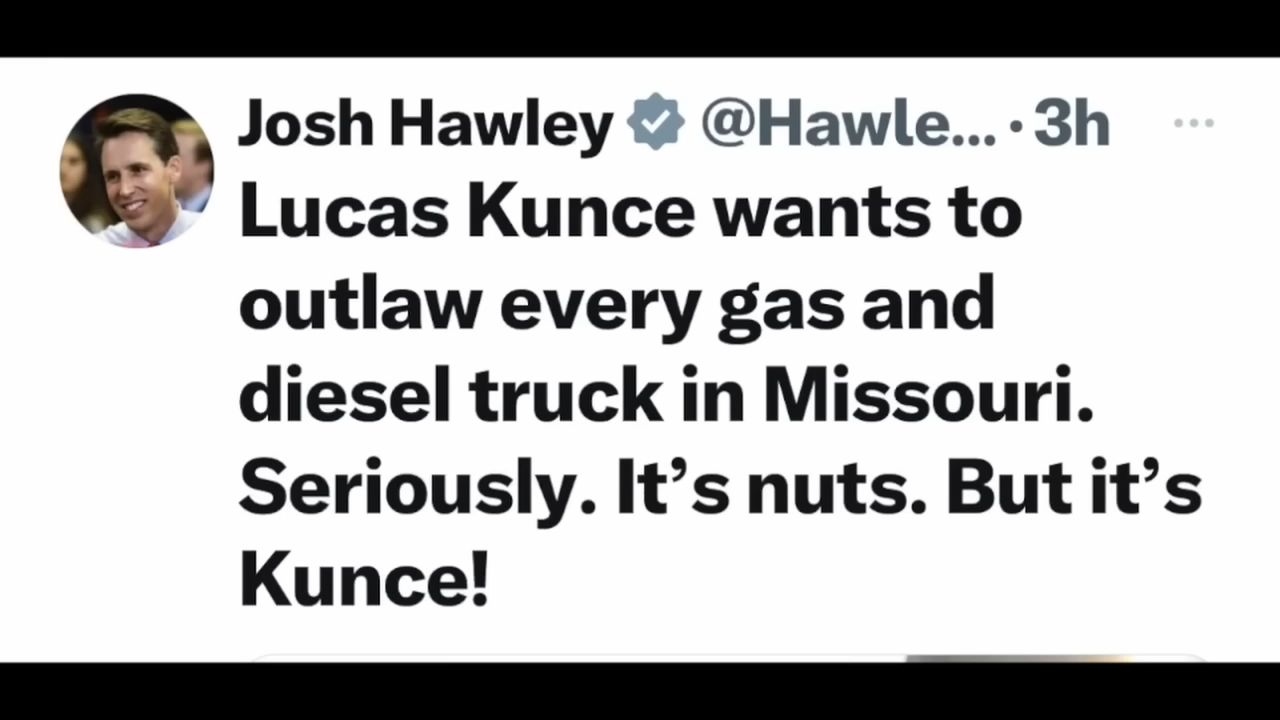 Josh Hawley @Hawle... · 3h ...
Lucas Kunce wants to
outlaw every gas and
diesel truck in Missouri.
Seriously. It’s nuts. But it’s
Kunce!